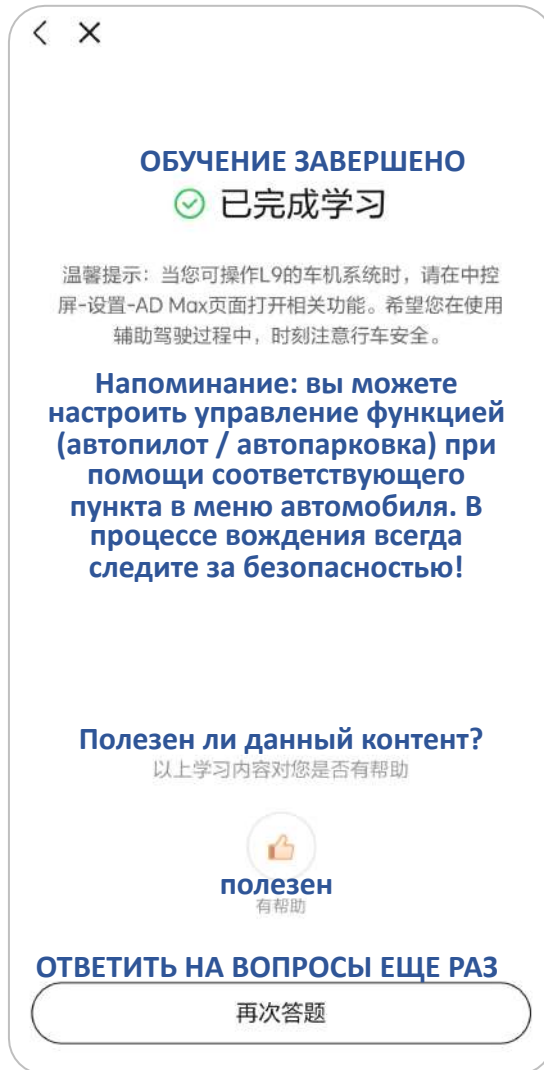 ОБУЧЕНИЕ ЗАВЕРШЕНО
已完成学习
温馨提示：当您可操作L9的车机系统时，请在中控
屏-设置-AD Max页面打开相关功能。希望您在使用
辅助驾驶过程中，时刻注意行车安全。
Напоминание: вы можете
настроить управление функцией
(автопилот / автопарковка) при
помощи соответствующего
пункта в меню автомобиля. В
процессе вождения всегда
следите за безопасностью!
Полезен ли данный контент?
以上学习内容对您是否有帮助
полезен
有帮助
ОТВЕТИТЬ НА ВОПРОСЫ ЕЩЕ РАЗ
再次答题